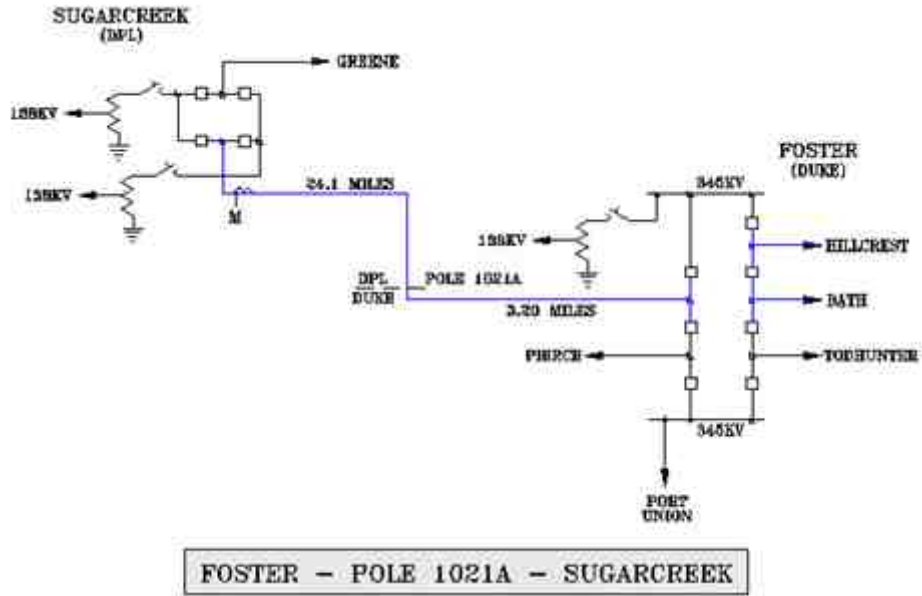 SUGARCREEK
(DPL)
GREENE
138KV
138KV
24.1 MILES
M
FOSTER
(DUKE)
345KV
138KV
HILLCREST
DPL
DUKE
POLE 1021A
3.20 MILES
BATH
PIERCE
TODHUNTER
345KV
PORT
UNION
FOSTER – POLE 1021A – SUGARCREEK